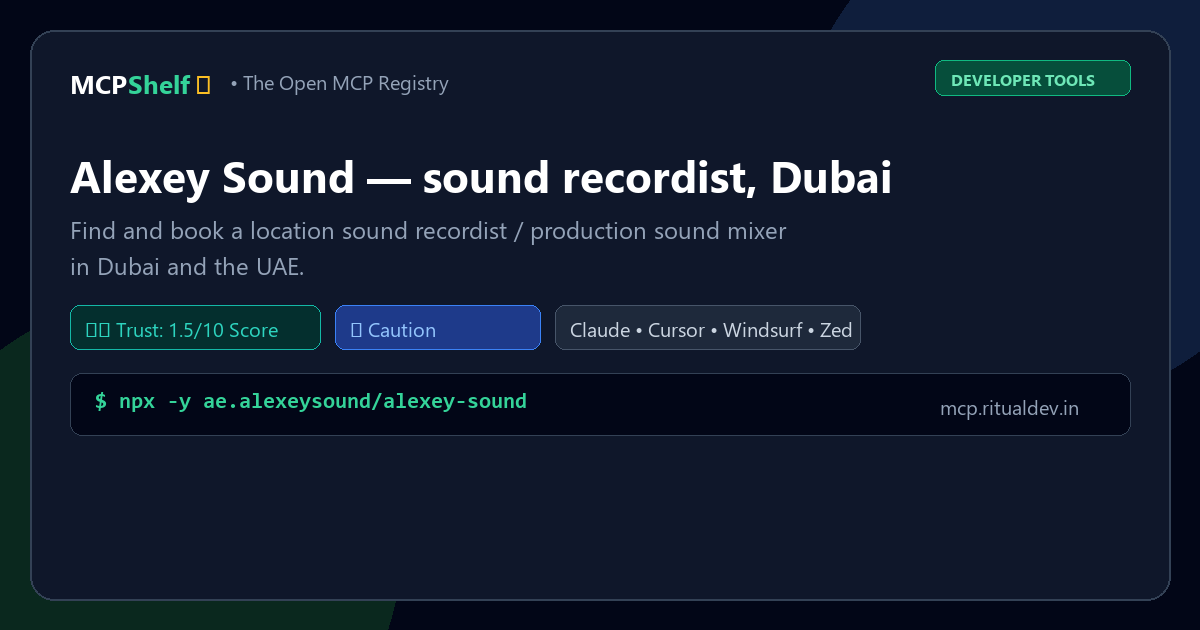 MCPShelf • The Open MCP Registry
DEVELOPER TOOLS
Alexey Sound — sound recordist, Dubai
Find and book a location sound recordist / production sound mixer
in Dubai and the UAE.
Trust: 1.5/10 Score
Caution
Claude • Cursor • Windsurf • Zed
$ npx -y ae.alexeysound/alexey-sound
mcp.ritualdev.in